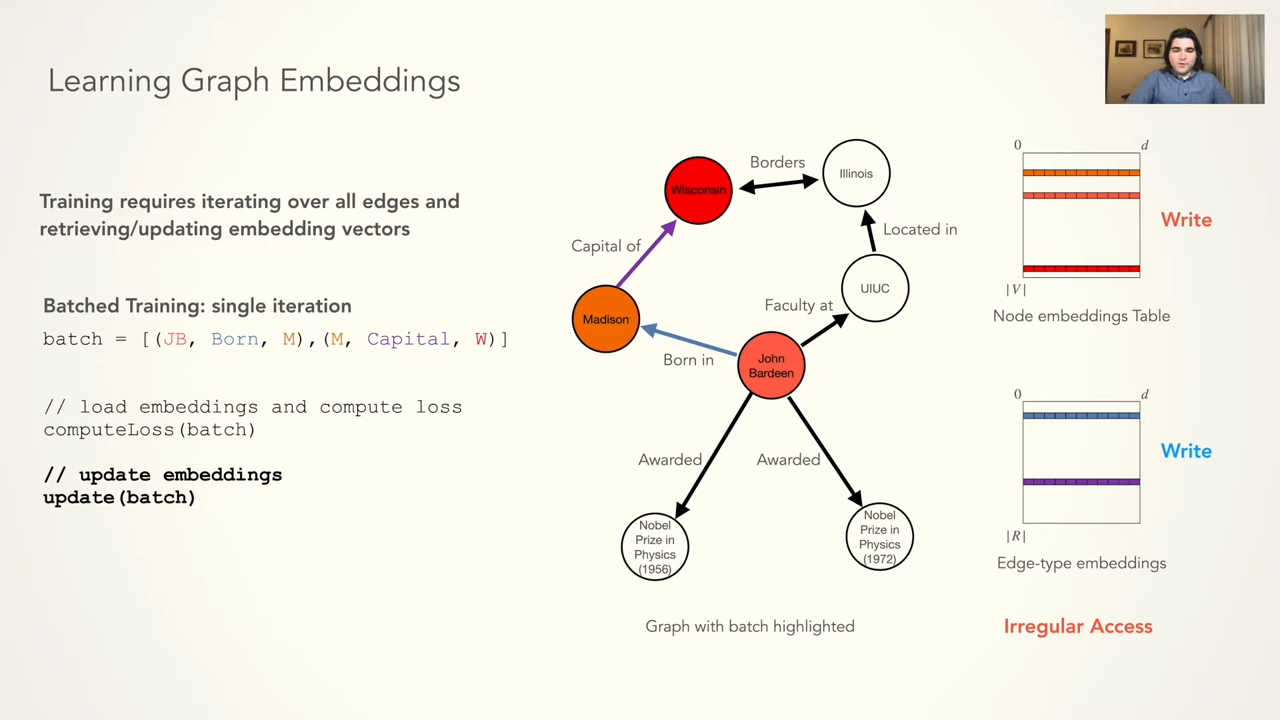 Learning Graph Embeddings
Training requires iterating over all edges and
retrieving/updating embedding vectors
Batched Training: single iteration
batch = [(JB, Born, M),(M, Capital, W)]
// load embeddings and compute loss
computeLoss(batch)
// update embeddings
update(batch)
Wisconsin
Borders
Illinois
Capital of
Located in
Madison
UIUC
Faculty at
Born in
John
Bardeen
Awarded
Awarded
Nobel
Prize in
Physics
(1956)
Nobel
Prize in
Physics
(1972)
Graph with batch highlighted
0
d
Write
|V|
Node embeddings Table
0
d
Write
|R|
Edge-type embeddings
Irregular Access